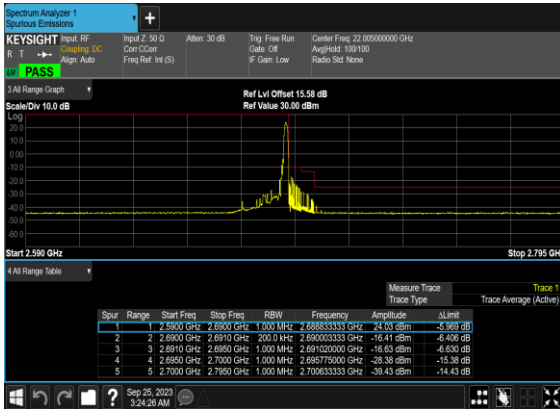 Spectrum Analyzer 1
Spurious Emissions
KEYSIGHT
R T
LXI PASS
Input: RF
Coupling: DC
Align: Auto
Input Z: 50 Ω
Corr CCorr
Freq Ref: Int (S)
Atten: 30 dB
Trig: Free Run
Gate: Off
IF Gain: Low
Center Freq: 22.005000000 GHz
Avg|Hold: 100/100
Radio Std: None
3 All Range Graph
Scale/Div 10.0 dB
Ref Lvl Offset 15.58 dB
Ref Value 30.00 dBm
Log
20.0
10.0
0.00
-10.0
-20.0
-30.0
-40.0
-50.0
-60.0
Start 2.590 GHz
Stop 2.795 GH
4 All Range Table
Measure Trace Trace 1
Trace Type Trace Average (Active)
Spur Range Start Freq Stop Freq RBW Frequency Amplitude ΔLimit
1 1 2.5900 GHz 2.6900 GHz 1.000 MHz 2.688833333 GHz 24.03 dBm -5.969 dB
2 2 2.6900 GHz 2.6910 GHz 200.0 kHz 2.690003333 GHz -16.41 dBm -6.406 dB
3 3 2.6910 GHz 2.6950 GHz 1.000 MHz 2.691020000 GHz -16.63 dBm -6.630 dB
4 4 2.6950 GHz 2.7000 GHz 1.000 MHz 2.695775000 GHz -28.38 dBm -15.38 dB
5 5 2.7000 GHz 2.7950 GHz 1.000 MHz 2.700633333 GHz -39.43 dBm -14.43 dB
Sep 25, 2023
3:24:26 AM